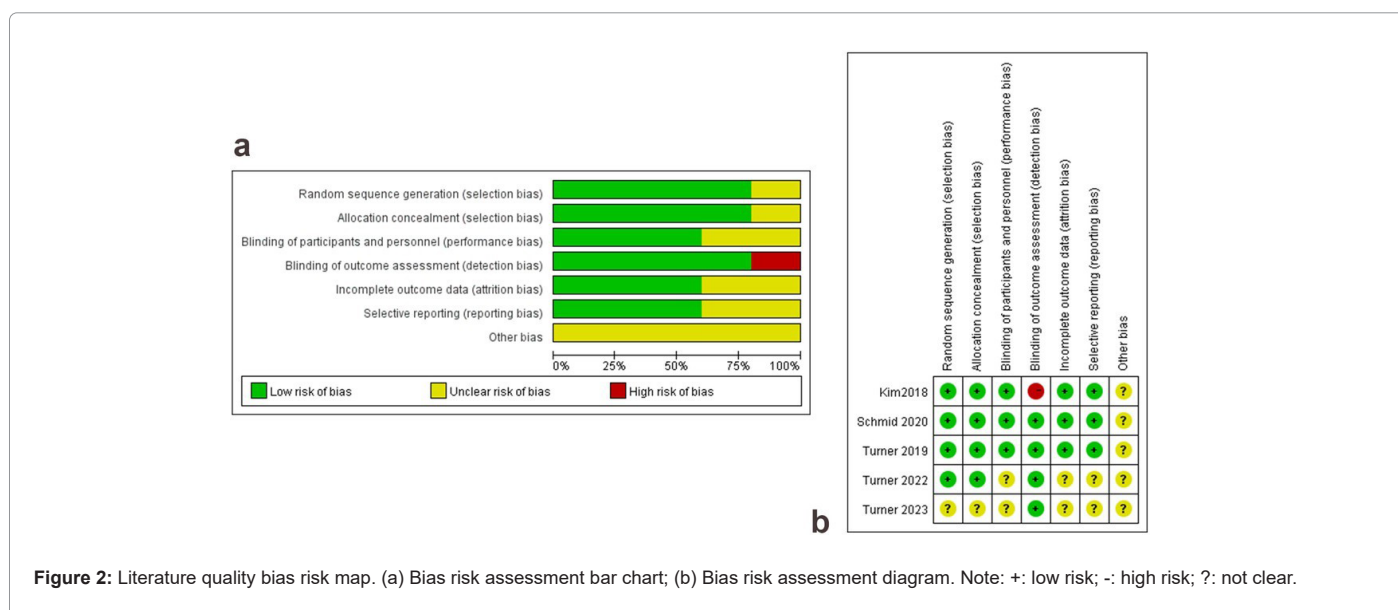 a
Random sequence generation (selection bias)
Allocation concealment (selection bias)
Blinding of participants and personnel (performance bias)
Blinding of outcome assessment (detection bias)
Incomplete outcome data (attrition bias)
Selective reporting (reporting bias)
Other bias
0% 25% 50% 75% 100%
Low risk of bias Unclear risk of bias High risk of bias
Random sequence generation (selection bias)
Allocation concealment (selection bias)
Blinding of participants and personnel (performance bias)
Blinding of outcome assessment (detection bias)
Incomplete outcome data (attrition bias)
Selective reporting (reporting bias)
Other bias
Kim2018 + + + - + + ?
Schmid 2020 + + + + + + ?
Turner 2019 + + + + + + ?
Turner 2022 + + ? + ? ? ?
Turner 2023 ? ? ? + ? ? ?
b
Figure 2: Literature quality bias risk map. (a) Bias risk assessment bar chart; (b) Bias risk assessment diagram. Note: +: low risk; -: high risk; ?: not clear.